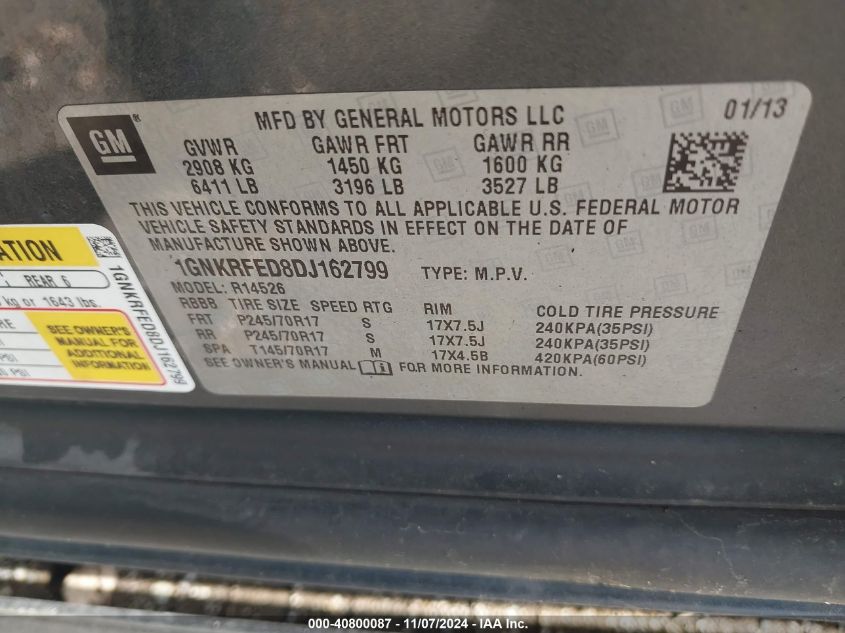 GM
MFD BY GENERAL MOTORS LLC
01/13
GVWR GAWR FRT GAWR RR
2908 KG 1450 KG 1600 KG
6411 LB 3196 LB 3527 LB
THIS VEHICLE CONFORMS TO ALL APPLICABLE U.S. FEDERAL MOTOR
VEHICLE SAFETY STANDARDS IN EFFECT ON THE DATE OF
MANUFACTURE SHOWN ABOVE.
1GNKRFED8DJ162799 TYPE: M.P.V.
MODEL: R14526
RBBB TIRE SIZE SPEED RTG RIM COLD TIRE PRESSURE
FRT P245/70R17 S 17X7.5J 240KPA(35PSI)
RR P245/70R17 S 17X7.5J 240KPA(35PSI)
SPA T145/70R17 M 17X4.5B 420KPA(60PSI)
SEE OWNER'S MANUAL FOR MORE INFORMATION.
REAR 6
kg or 1643 lbs.
SEE OWNER'S
MANUAL FOR
ADDITIONAL
INFORMATION
PSI
1GNKRFED8DJ162799
000-40800087 - 11/07/2024 - IAA Inc.